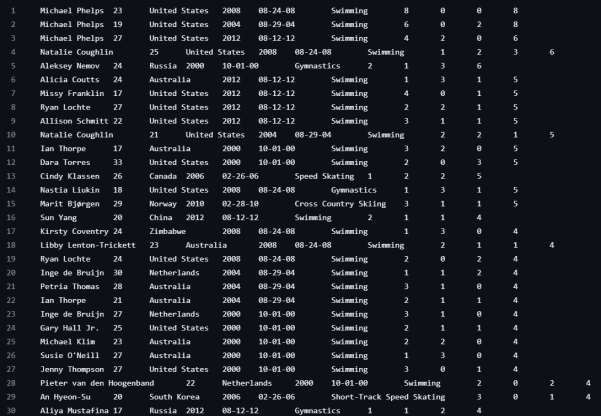 1 Michael Phelps 23 United States 2008 08-24-08 Swimming 8 0 0 8
2 Michael Phelps 19 United States 2004 08-29-04 Swimming 6 0 2 8
3 Michael Phelps 27 United States 2012 08-12-12 Swimming 4 2 0 6
4 Natalie Coughlin 25 United States 2008 08-24-08 Swimming 1 2 3 6
5 Aleksey Nemov 24 Russia 2000 10-01-00 Gymnastics 2 1 3 6
6 Alicia Coutts 24 Australia 2012 08-12-12 Swimming 1 3 1 5
7 Missy Franklin 17 United States 2012 08-12-12 Swimming 4 0 1 5
8 Ryan Lochte 27 United States 2012 08-12-12 Swimming 2 2 1 5
9 Allison Schmitt 22 United States 2012 08-12-12 Swimming 3 1 1 5
10 Natalie Coughlin 21 United States 2004 08-29-04 Swimming 2 2 1 5
11 Ian Thorpe 17 Australia 2000 10-01-00 Swimming 3 2 0 5
12 Dara Torres 33 United States 2000 10-01-00 Swimming 2 0 3 5
13 Cindy Klassen 26 Canada 2006 02-26-06 Speed Skating 1 2 2 5
14 Nastia Liukin 18 United States 2008 08-24-08 Gymnastics 1 3 1 5
15 Marit Bjørgen 29 Norway 2010 02-28-10 Cross Country Skiing 3 1 1 5
16 Sun Yang 20 China 2012 08-12-12 Swimming 2 1 1 4
17 Kirsty Coventry 24 Zimbabwe 2008 08-24-08 Swimming 1 3 0 4
18 Libby Lenton-Trickett 23 Australia 2008 08-24-08 Swimming 2 1 1 4
19 Ryan Lochte 24 United States 2008 08-24-08 Swimming 2 0 2 4
20 Inge de Bruijn 30 Netherlands 2004 08-29-04 Swimming 1 1 2 4
21 Petria Thomas 28 Australia 2004 08-29-04 Swimming 3 1 0 4
22 Ian Thorpe 21 Australia 2004 08-29-04 Swimming 2 1 1 4
23 Inge de Bruijn 27 Netherlands 2000 10-01-00 Swimming 3 1 0 4
24 Gary Hall Jr. 25 United States 2000 10-01-00 Swimming 2 1 1 4
25 Michael Klim 23 Australia 2000 10-01-00 Swimming 2 2 0 4
26 Susie O'Neill 27 Australia 2000 10-01-00 Swimming 1 3 0 4
27 Jenny Thompson 27 United States 2000 10-01-00 Swimming 3 0 1 4
28 Pieter van den Hoogenband 22 Netherlands 2000 10-01-00 Swimming 2 0 2 4
29 An Hyeon-Su 20 South Korea 2006 02-26-06 Short-Track Speed Skating 3 0 1 4
30 Aliya Mustafina 17 Russia 2012 08-12-12 Gymnastics 1 1 2 4